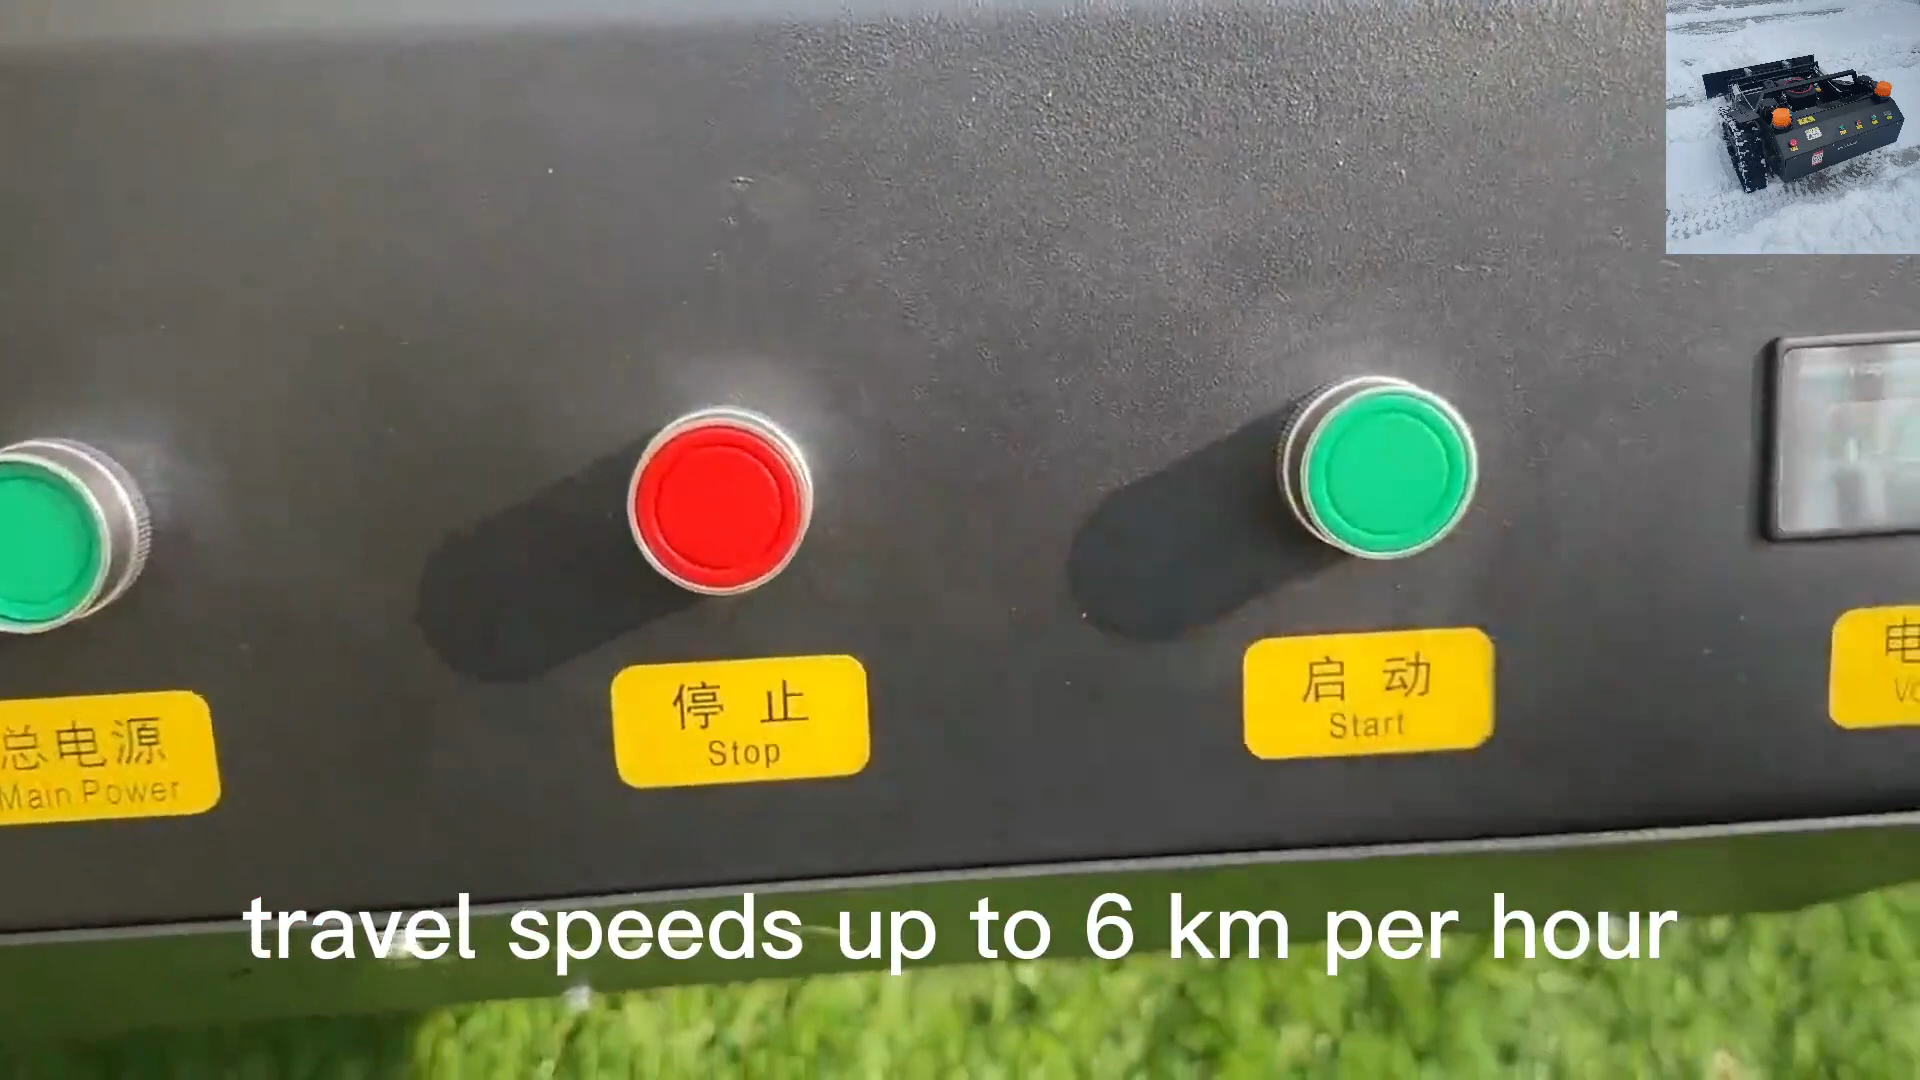 总电源
Main Power
停止
Stop
启动
Start
电
travel speeds up to 6 km per hour